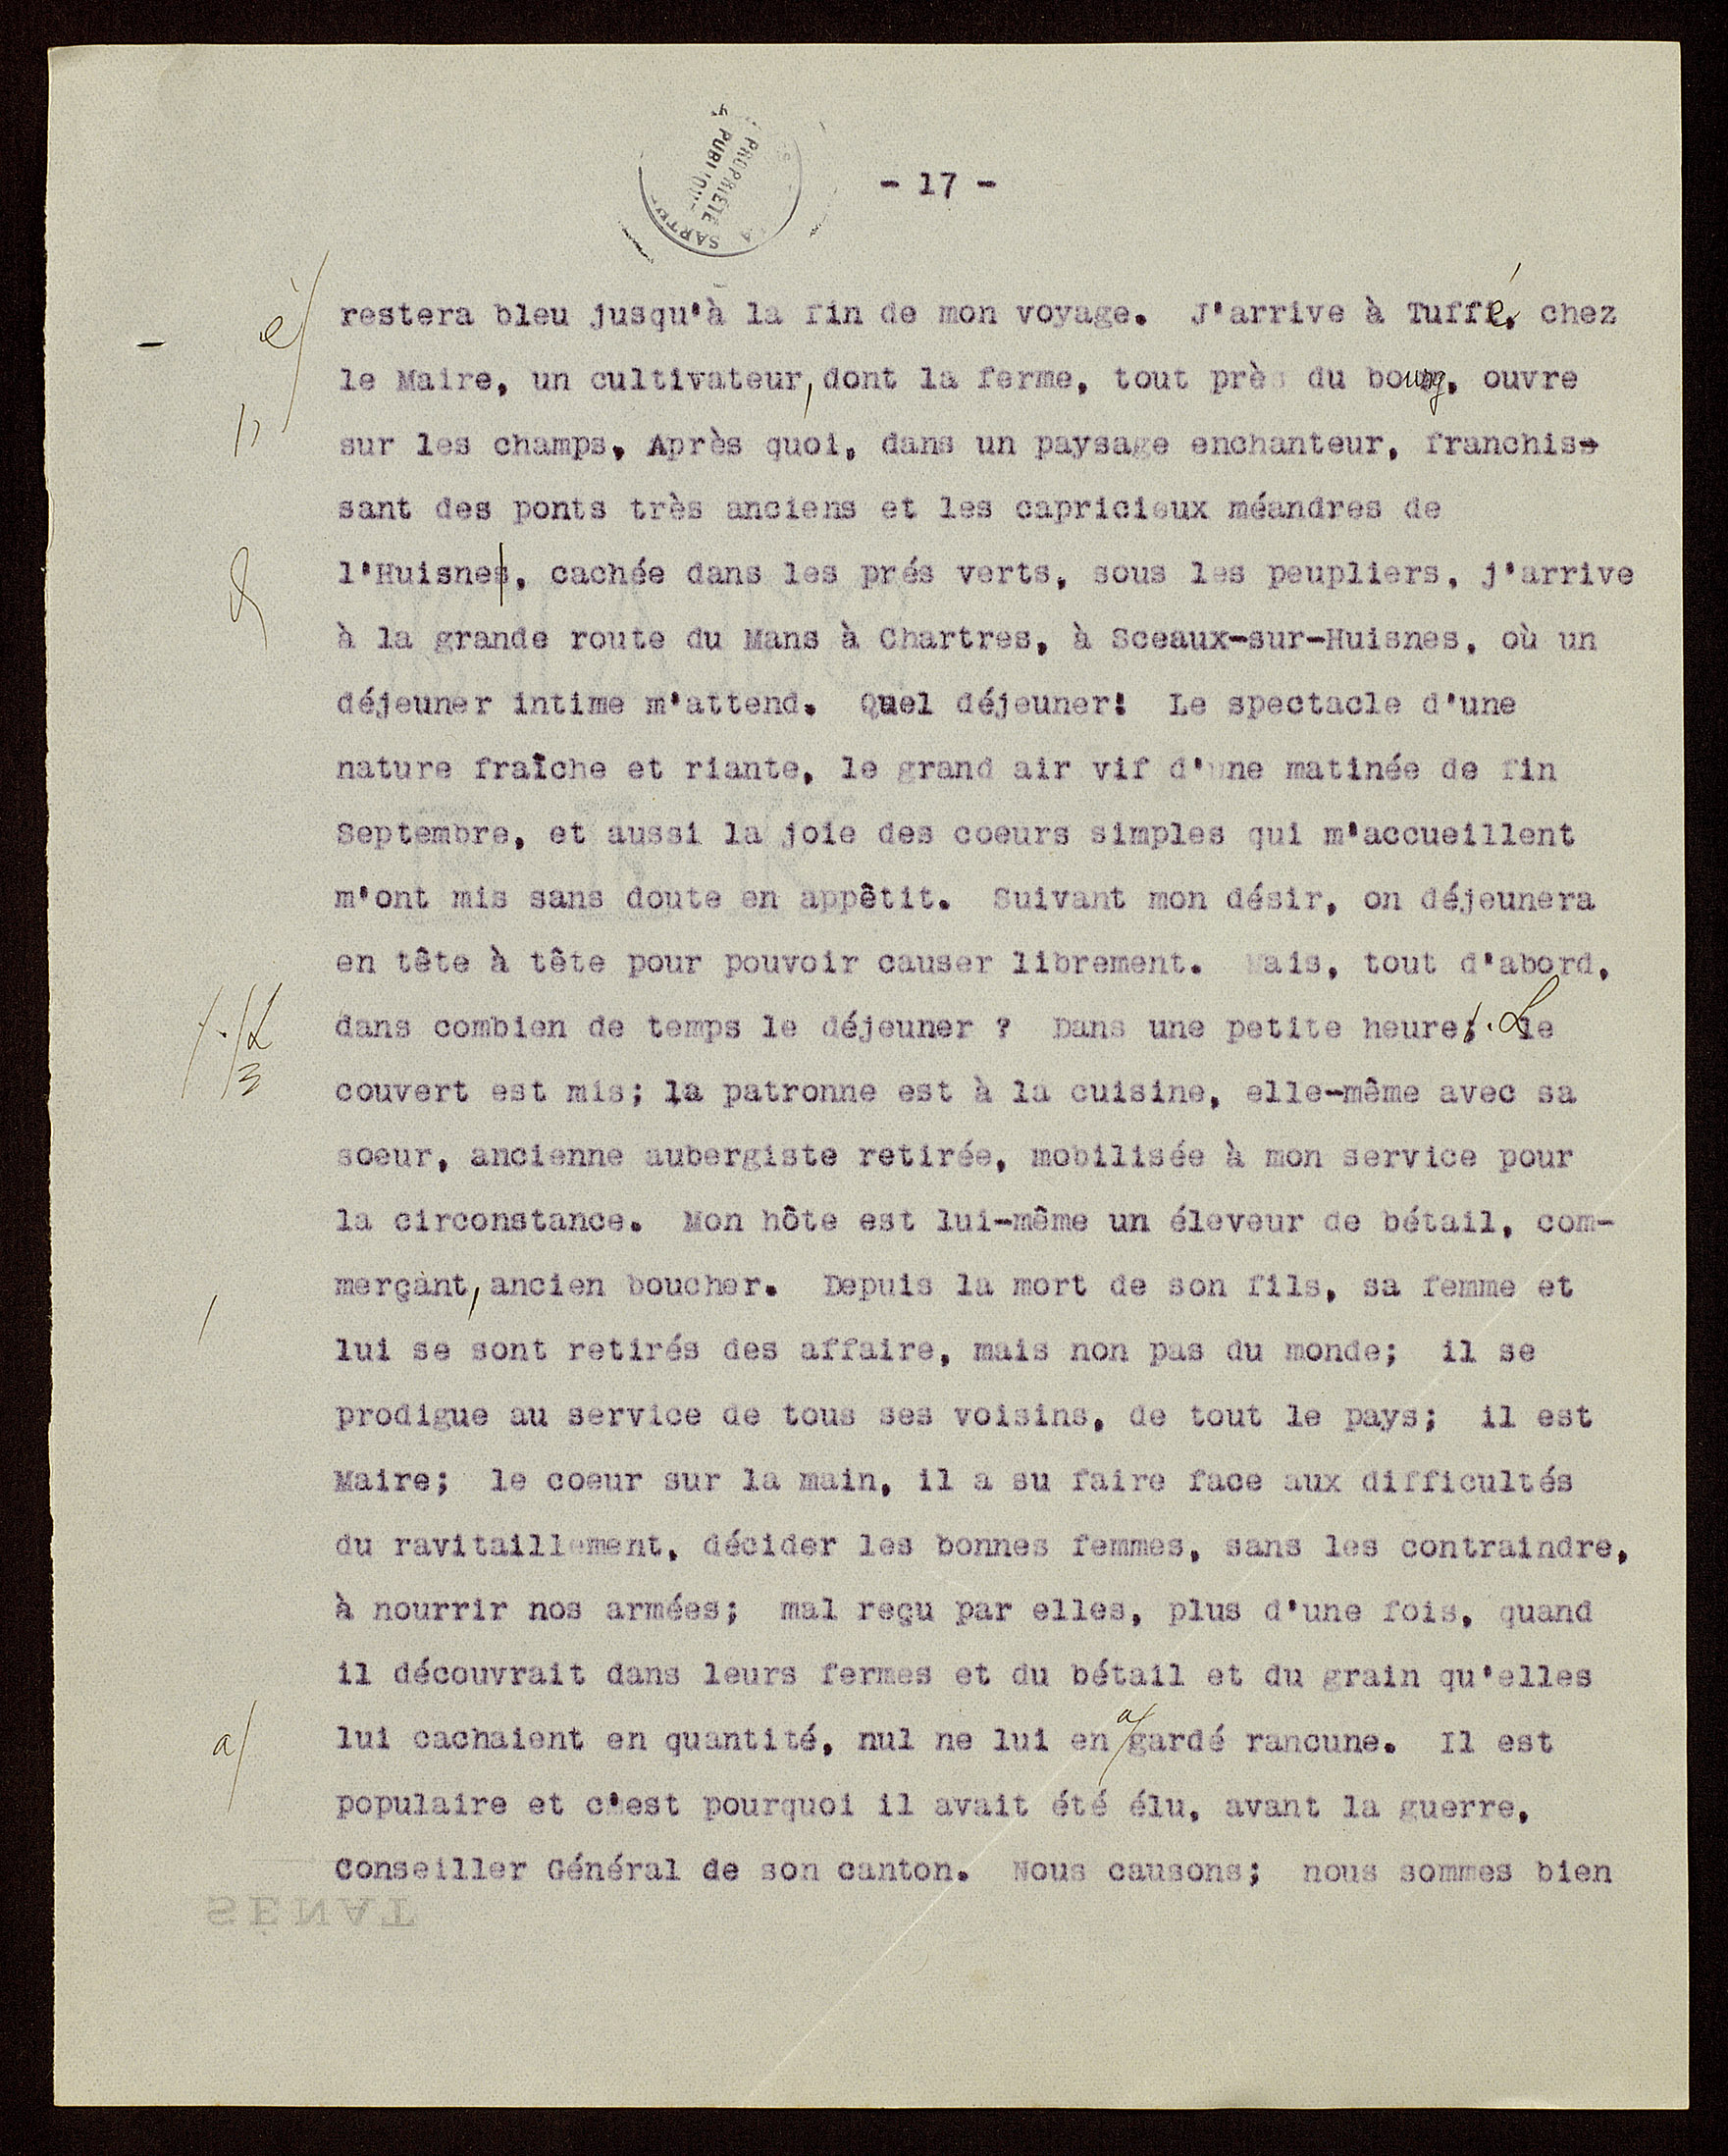 PROPRIÉTÉ
- 17 -
restera bleu jusqu'à la fin de mon voyage. J'arrive à Tuffé, chez
le Maire, un cultivateur, dont la ferme, tout près du bourg, ouvre
sur les champs. Après quoi, dans un paysage enchanteur, franchis-
sant des ponts très anciens et les capricieux méandres de
l'Huisnes, cachée dans les prés verts, sous les peupliers, j'arrive
à la grande route du Mans à Chartres, à Sceaux-sur-Huisnes, où un
déjeuner intime m'attend. Quel déjeuner! Le spectacle d'une
nature fraîche et riante, le grand air vif d'une matinée de fin
Septembre, et aussi la joie des coeurs simples qui m'accueillent
m'ont mis sans doute en appêtit. Suivant mon désir, on déjeunera
en tête à tête pour pouvoir causer librement. Mais, tout d'abord,
dans combien de temps le déjeuner ? Dans une petite heure. Le
couvert est mis; la patronne est à la cuisine, elle-même avec sa
soeur, ancienne aubergiste retirée, mobilisée à mon service pour
la circonstance. Mon hôte est lui-même un éleveur de bétail, com-
merçant, ancien boucher. Depuis la mort de son fils, sa femme et
lui se sont retirés des affaire, mais non pas du monde; il se
prodigue au service de tous ses voisins, de tout le pays; il est
Maire; le coeur sur la main, il a su faire face aux difficultés
du ravitaillement, décider les bonnes femmes, sans les contraindre,
à nourrir nos armées; mal reçu par elles, plus d'une fois, quand
il découvrait dans leurs fermes et du bétail et du grain qu'elles
lui cachaient en quantité, nul ne lui en a gardé rancune. Il est
populaire et c'est pourquoi il avait été élu, avant la guerre,
Conseiller Général de son canton. Nous causons; nous sommes bien
SÉNAT